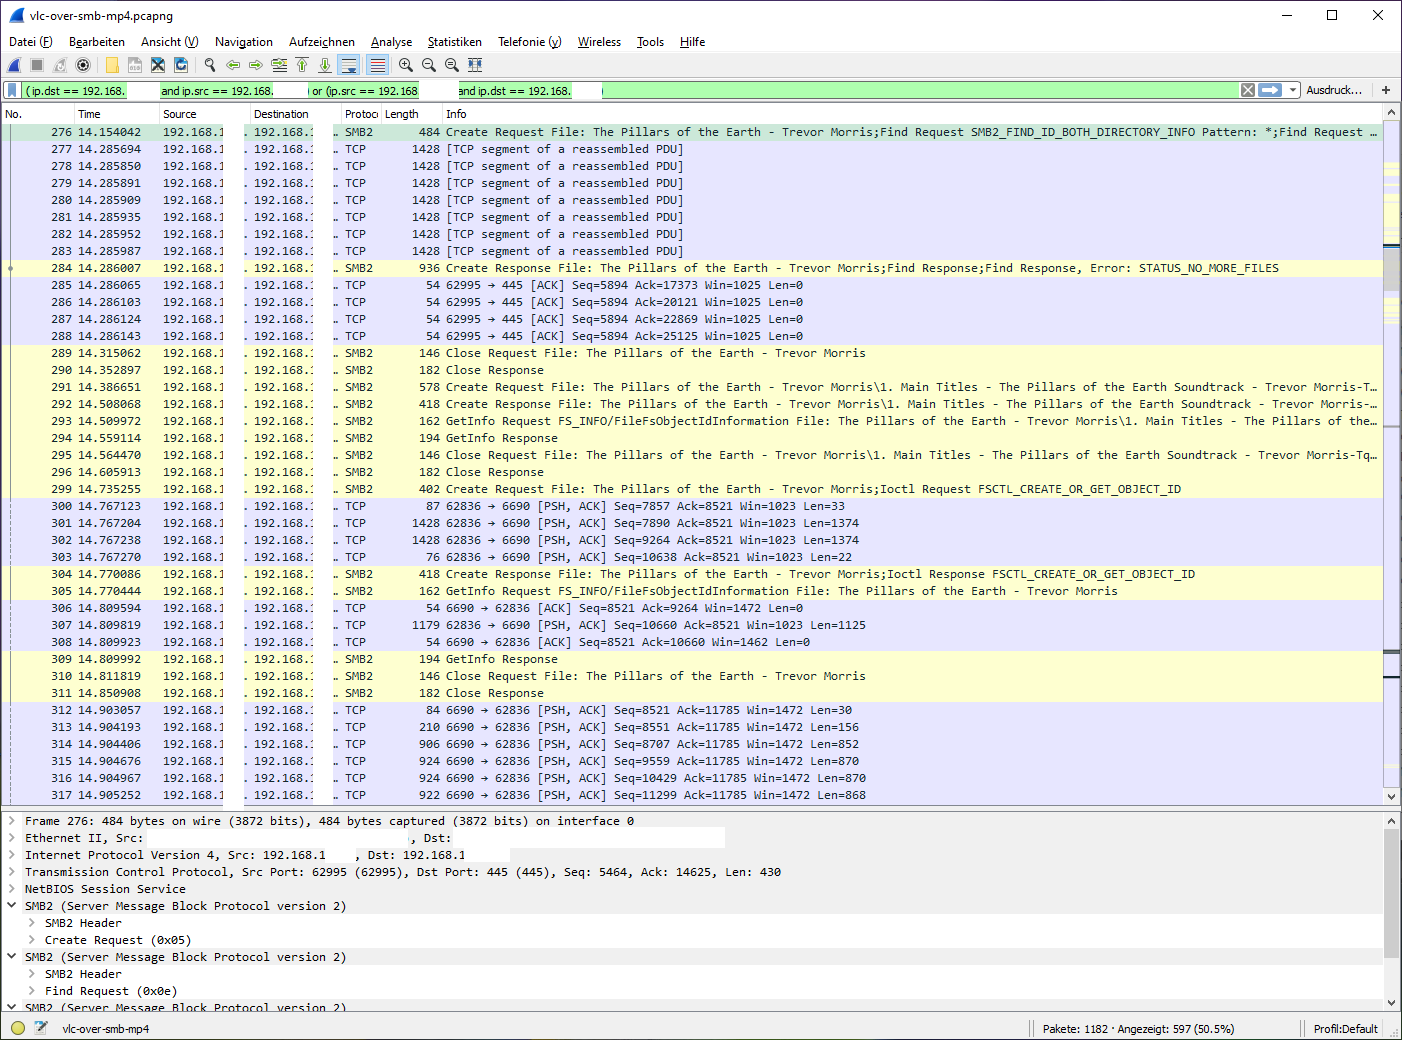 vlc-over-smb-mp4.pcapng
Datei (F) Bearbeiten Ansicht (V) Navigation Aufzeichnen Analyse Statistiken Telefonie (y) Wireless Tools Hilfe
( ip.dst == 192.168. and ip.src == 192.168. ) or (ip.src == 192.168. and ip.dst == 192.168. ) Ausdruck… +
No. Time Source Destination Protoc Length Info
276 14.154042 192.168.1 . 192.168.1 … SMB2 484 Create Request File: The Pillars of the Earth - Trevor Morris;Find Request SMB2_FIND_ID_BOTH_DIRECTORY_INFO Pattern: *;Find Request …
277 14.285694 192.168.1 . 192.168.1 … TCP 1428 [TCP segment of a reassembled PDU]
278 14.285850 192.168.1 . 192.168.1 … TCP 1428 [TCP segment of a reassembled PDU]
279 14.285891 192.168.1 . 192.168.1 … TCP 1428 [TCP segment of a reassembled PDU]
280 14.285909 192.168.1 . 192.168.1 … TCP 1428 [TCP segment of a reassembled PDU]
281 14.285935 192.168.1 . 192.168.1 … TCP 1428 [TCP segment of a reassembled PDU]
282 14.285952 192.168.1 . 192.168.1 … TCP 1428 [TCP segment of a reassembled PDU]
283 14.285987 192.168.1 . 192.168.1 … TCP 1428 [TCP segment of a reassembled PDU]
284 14.286007 192.168.1 . 192.168.1 … SMB2 936 Create Response File: The Pillars of the Earth - Trevor Morris;Find Response;Find Response, Error: STATUS_NO_MORE_FILES
285 14.286065 192.168.1 . 192.168.1 … TCP 54 62995 → 445 [ACK] Seq=5894 Ack=17373 Win=1025 Len=0
286 14.286103 192.168.1 . 192.168.1 … TCP 54 62995 → 445 [ACK] Seq=5894 Ack=20121 Win=1025 Len=0
287 14.286124 192.168.1 . 192.168.1 … TCP 54 62995 → 445 [ACK] Seq=5894 Ack=22869 Win=1025 Len=0
288 14.286143 192.168.1 . 192.168.1 … TCP 54 62995 → 445 [ACK] Seq=5894 Ack=25125 Win=1025 Len=0
289 14.315062 192.168.1 . 192.168.1 … SMB2 146 Close Request File: The Pillars of the Earth - Trevor Morris
290 14.352897 192.168.1 . 192.168.1 … SMB2 182 Close Response
291 14.386651 192.168.1 . 192.168.1 … SMB2 578 Create Request File: The Pillars of the Earth - Trevor Morris\1. Main Titles - The Pillars of the Earth Soundtrack - Trevor Morris-T…
292 14.508068 192.168.1 . 192.168.1 … SMB2 418 Create Response File: The Pillars of the Earth - Trevor Morris\1. Main Titles - The Pillars of the Earth Soundtrack - Trevor Morris-…
293 14.509972 192.168.1 . 192.168.1 … SMB2 162 GetInfo Request FS_INFO/FileFsObjectIdInformation File: The Pillars of the Earth - Trevor Morris\1. Main Titles - The Pillars of the…
294 14.559114 192.168.1 . 192.168.1 … SMB2 194 GetInfo Response
295 14.564470 192.168.1 . 192.168.1 … SMB2 146 Close Request File: The Pillars of the Earth - Trevor Morris\1. Main Titles - The Pillars of the Earth Soundtrack - Trevor Morris-Tq…
296 14.605913 192.168.1 . 192.168.1 … SMB2 182 Close Response
299 14.735255 192.168.1 . 192.168.1 … SMB2 402 Create Request File: The Pillars of the Earth - Trevor Morris;Ioctl Request FSCTL_CREATE_OR_GET_OBJECT_ID
300 14.767123 192.168.1 . 192.168.1 … TCP 87 62836 → 6690 [PSH, ACK] Seq=7857 Ack=8521 Win=1023 Len=33
301 14.767204 192.168.1 . 192.168.1 … TCP 1428 62836 → 6690 [PSH, ACK] Seq=7890 Ack=8521 Win=1023 Len=1374
302 14.767238 192.168.1 . 192.168.1 … TCP 1428 62836 → 6690 [PSH, ACK] Seq=9264 Ack=8521 Win=1023 Len=1374
303 14.767270 192.168.1 . 192.168.1 … TCP 76 62836 → 6690 [PSH, ACK] Seq=10638 Ack=8521 Win=1023 Len=22
304 14.770086 192.168.1 . 192.168.1 … SMB2 418 Create Response File: The Pillars of the Earth - Trevor Morris;Ioctl Response FSCTL_CREATE_OR_GET_OBJECT_ID
305 14.770444 192.168.1 . 192.168.1 … SMB2 162 GetInfo Request FS_INFO/FileFsObjectIdInformation File: The Pillars of the Earth - Trevor Morris
306 14.809594 192.168.1 . 192.168.1 … TCP 54 6690 → 62836 [ACK] Seq=8521 Ack=9264 Win=1472 Len=0
307 14.809819 192.168.1 . 192.168.1 … TCP 1179 62836 → 6690 [PSH, ACK] Seq=10660 Ack=8521 Win=1023 Len=1125
308 14.809923 192.168.1 . 192.168.1 … TCP 54 6690 → 62836 [ACK] Seq=8521 Ack=10660 Win=1462 Len=0
309 14.809992 192.168.1 . 192.168.1 … SMB2 194 GetInfo Response
310 14.811819 192.168.1 . 192.168.1 … SMB2 146 Close Request File: The Pillars of the Earth - Trevor Morris
311 14.850908 192.168.1 . 192.168.1 … SMB2 182 Close Response
312 14.903057 192.168.1 . 192.168.1 … TCP 84 6690 → 62836 [PSH, ACK] Seq=8521 Ack=11785 Win=1472 Len=30
313 14.904193 192.168.1 . 192.168.1 … TCP 210 6690 → 62836 [PSH, ACK] Seq=8551 Ack=11785 Win=1472 Len=156
314 14.904406 192.168.1 . 192.168.1 … TCP 906 6690 → 62836 [PSH, ACK] Seq=8707 Ack=11785 Win=1472 Len=852
315 14.904676 192.168.1 . 192.168.1 … TCP 924 6690 → 62836 [PSH, ACK] Seq=9559 Ack=11785 Win=1472 Len=870
316 14.904967 192.168.1 . 192.168.1 … TCP 924 6690 → 62836 [PSH, ACK] Seq=10429 Ack=11785 Win=1472 Len=870
317 14.905252 192.168.1 . 192.168.1 … TCP 922 6690 → 62836 [PSH, ACK] Seq=11299 Ack=11785 Win=1472 Len=868
Frame 276: 484 bytes on wire (3872 bits), 484 bytes captured (3872 bits) on interface 0
Ethernet II, Src: , Dst:
Internet Protocol Version 4, Src: 192.168.1 , Dst: 192.168.1
Transmission Control Protocol, Src Port: 62995 (62995), Dst Port: 445 (445), Seq: 5464, Ack: 14625, Len: 430
NetBIOS Session Service
SMB2 (Server Message Block Protocol version 2)
SMB2 Header
Create Request (0x05)
SMB2 (Server Message Block Protocol version 2)
SMB2 Header
Find Request (0x0e)
SMB2 (Server Message Block Protocol version 2)
vlc-over-smb-mp4 Pakete: 1182 · Angezeigt: 597 (50.5%) Profil:Default